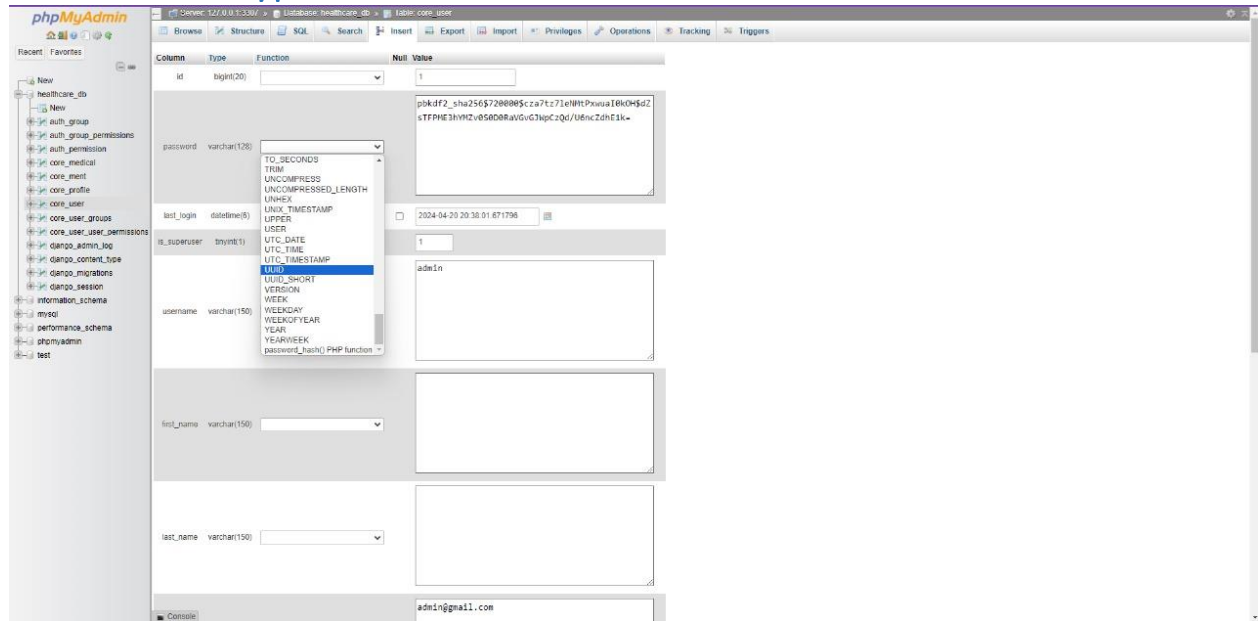 phpMyAdmin
Recent Favorites
New
healthcare_db
New
auth_group
auth_group_permissions
auth_permission
core_medical
core_ment
core_profile
core_user
core_user_groups
core_user_user_permissions
django_admin_log
django_content_type
django_migrations
django_session
information_schema
mysql
performance_schema
phpmyadmin
test
Server: 127.0.0.1:3307 » Database: healthcare_db » Table: core_user
Browse Structure SQL Search Insert Export Import Privileges Operations Tracking Triggers
Column Type Function Null Value
id bigint(20) 1
pbkdf2_sha256$720000$cza7tz7leNMtPxwuaI0kOH$dZ
sTFPME3hYMZv0S0D0RaVGvGJWpCzQd/U6ncZdhE1k=
password varchar(128)
TO_SECONDS
TRIM
UNCOMPRESS
UNCOMPRESSED_LENGTH
UNHEX
UNIX_TIMESTAMP
UPPER
USER
UTC_DATE
UTC_TIME
UTC_TIMESTAMP
UUID
UUID_SHORT
VERSION
WEEK
WEEKDAY
WEEKOFYEAR
YEAR
YEARWEEK
password_hash() PHP function
last_login datetime(6) 2024-04-20 20:38:01.671796
is_superuser tinyint(1) 1
admin
username varchar(150)
first_name varchar(150)
last_name varchar(150)
admin@gmail.com
Console